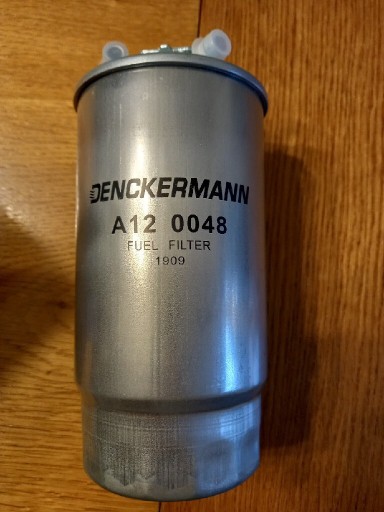 DENCKERMANN
A12 0048
FUEL FILTER
1909